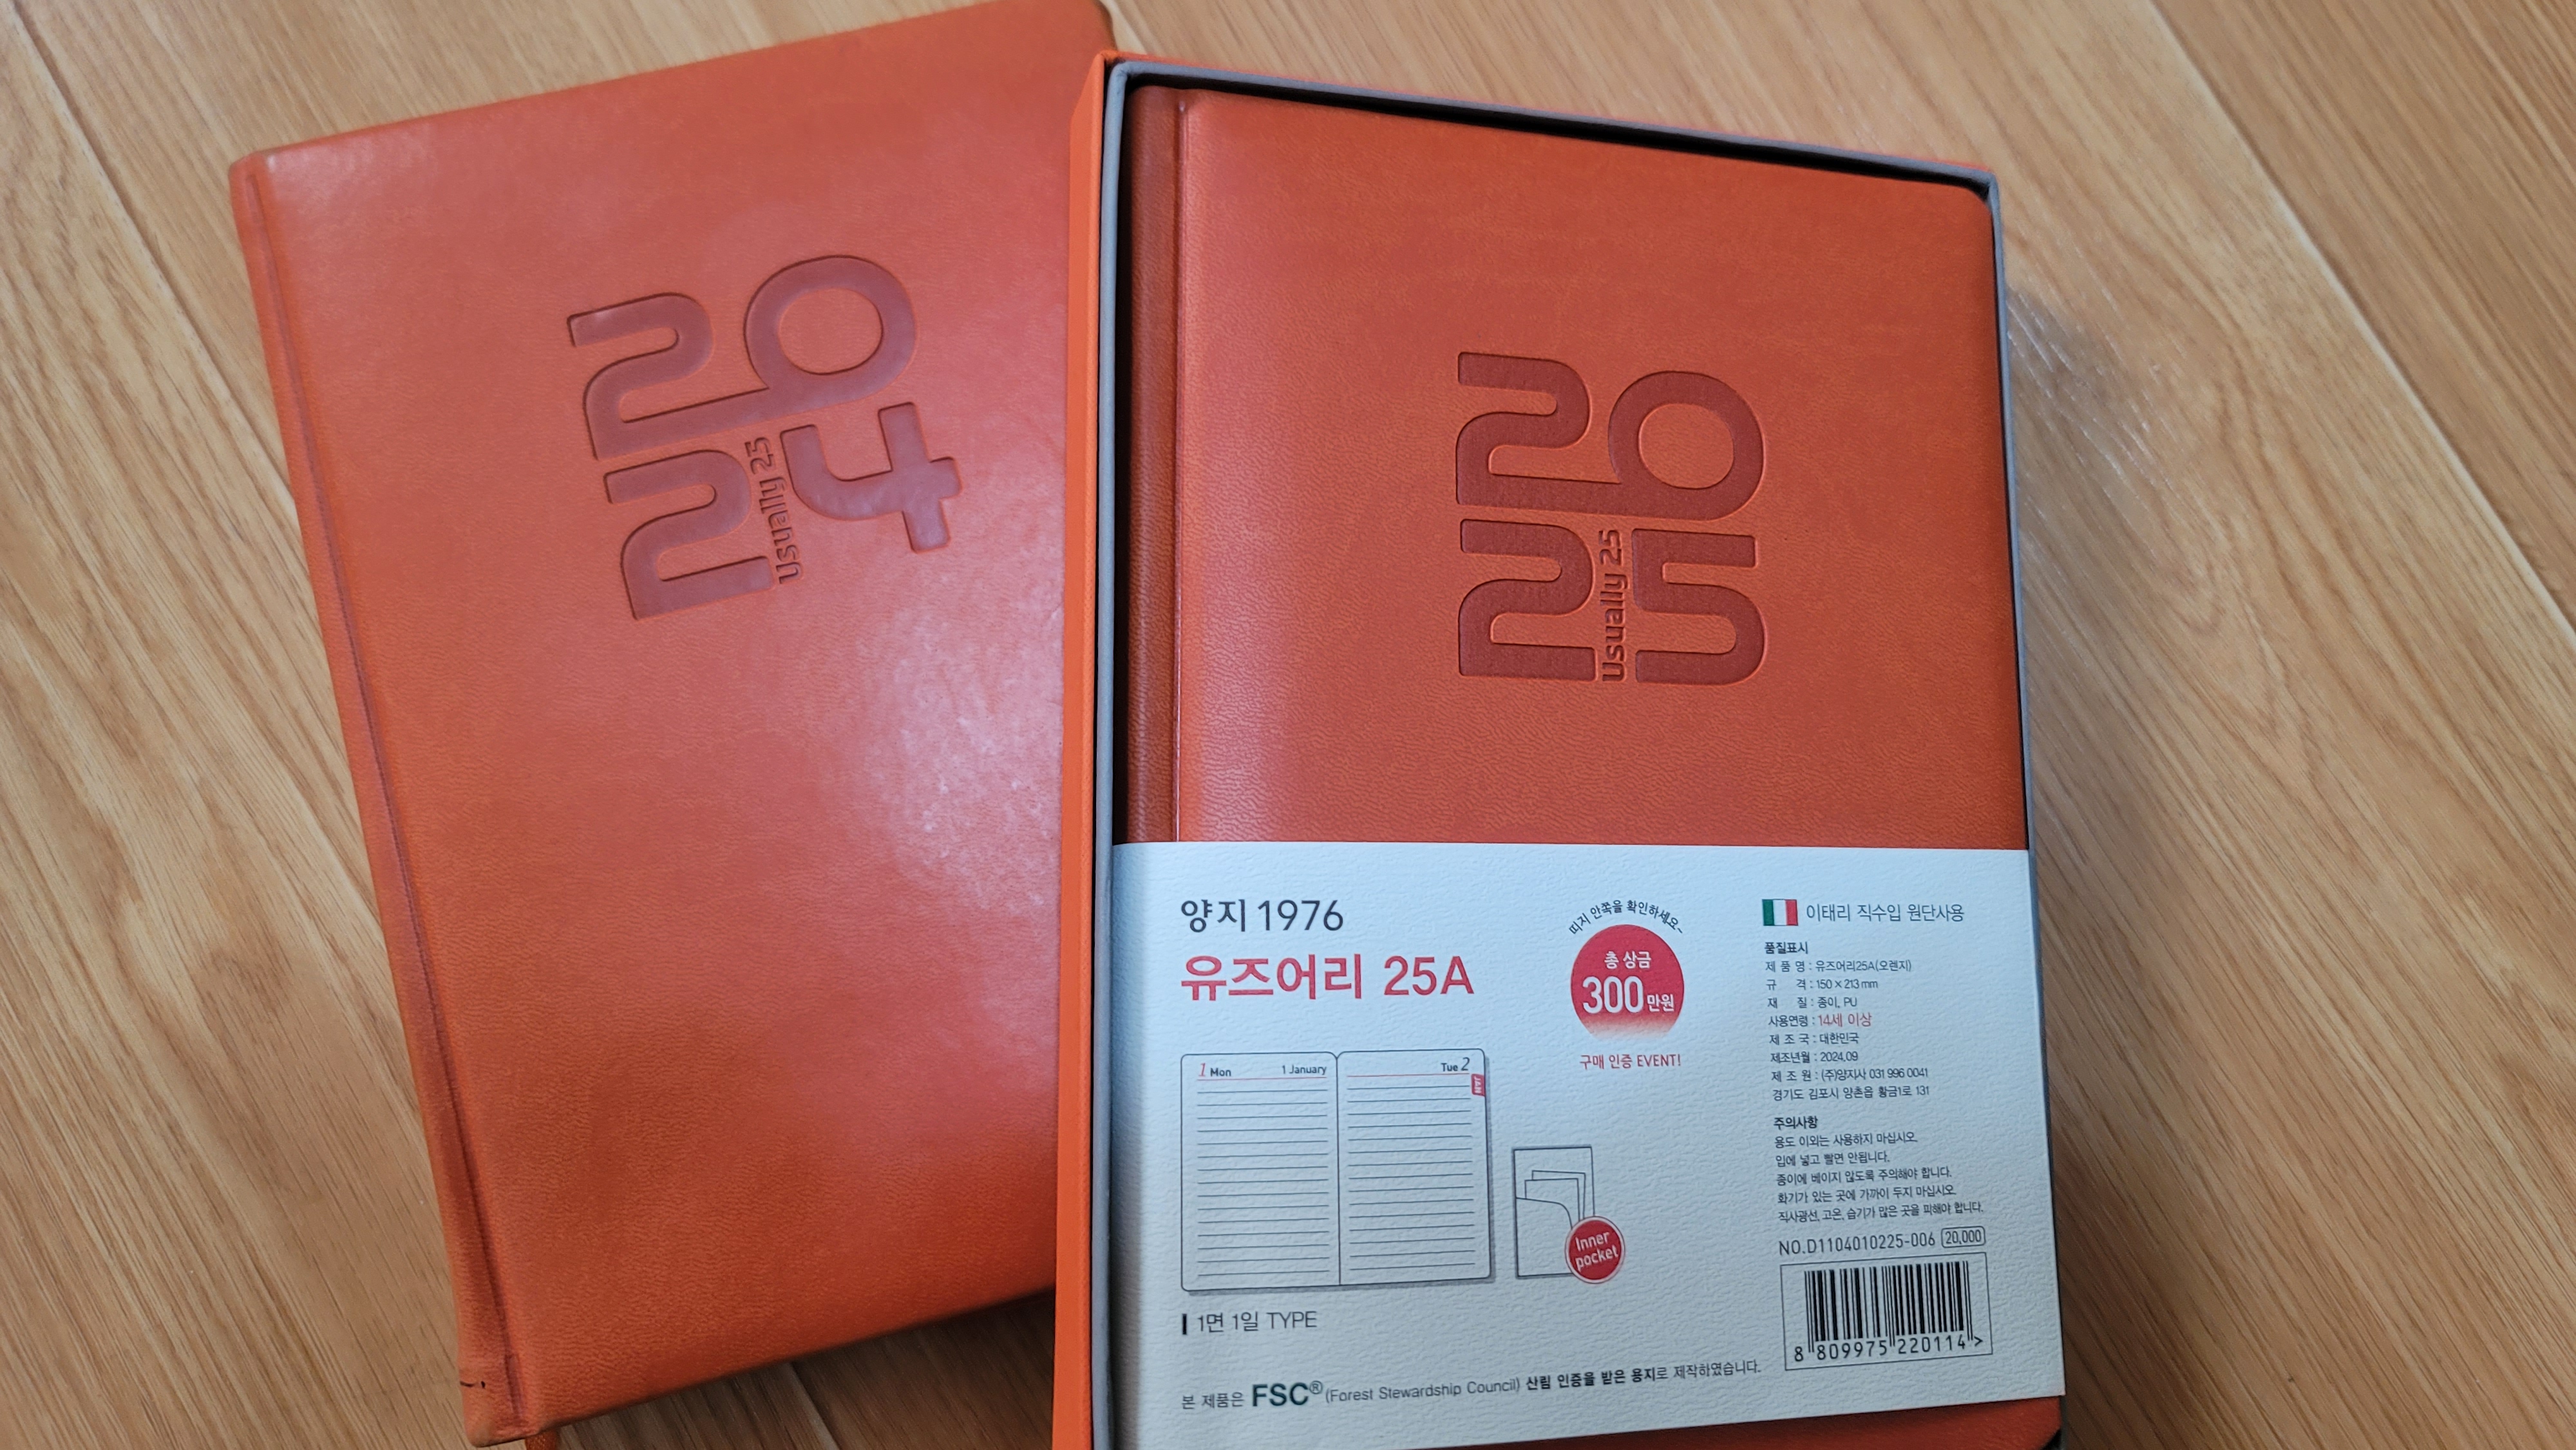 2024
Usually 25
2025
Usually 25
양지 1976
유즈어리 25A
띠지 안쪽을 확인하세요~
총 상금
300만원
구매 인증 EVENT!
1 Mon
1 January
Tue 2
JAN
Inner
pocket
1면 1일 TYPE
본 제품은 FSC® (Forest Stewardship Council) 산림 인증을 받은 용지로 제작하였습니다.
이태리 직수입 원단사용
품질표시
제 품 명 : 유즈어리25A(오렌지)
규 격 : 150 × 213 mm
재 질 : 종이, PU
사용연령 : 14세 이상
제 조 국 : 대한민국
제조년월 : 2024.09
제 조 원 : (주)양지사 031 996 0041
경기도 김포시 양촌읍 황금1로 131
주의사항
용도 이외는 사용하지 마십시오.
입에 넣고 빨면 안됩니다.
종이에 베이지 않도록 주의해야 합니다.
화기가 있는 곳에 가까이 두지 마십시오.
직사광선, 고온, 습기가 많은 곳을 피해야 합니다.
NO.D1104010225-006 20,000
8 809975 220114 >